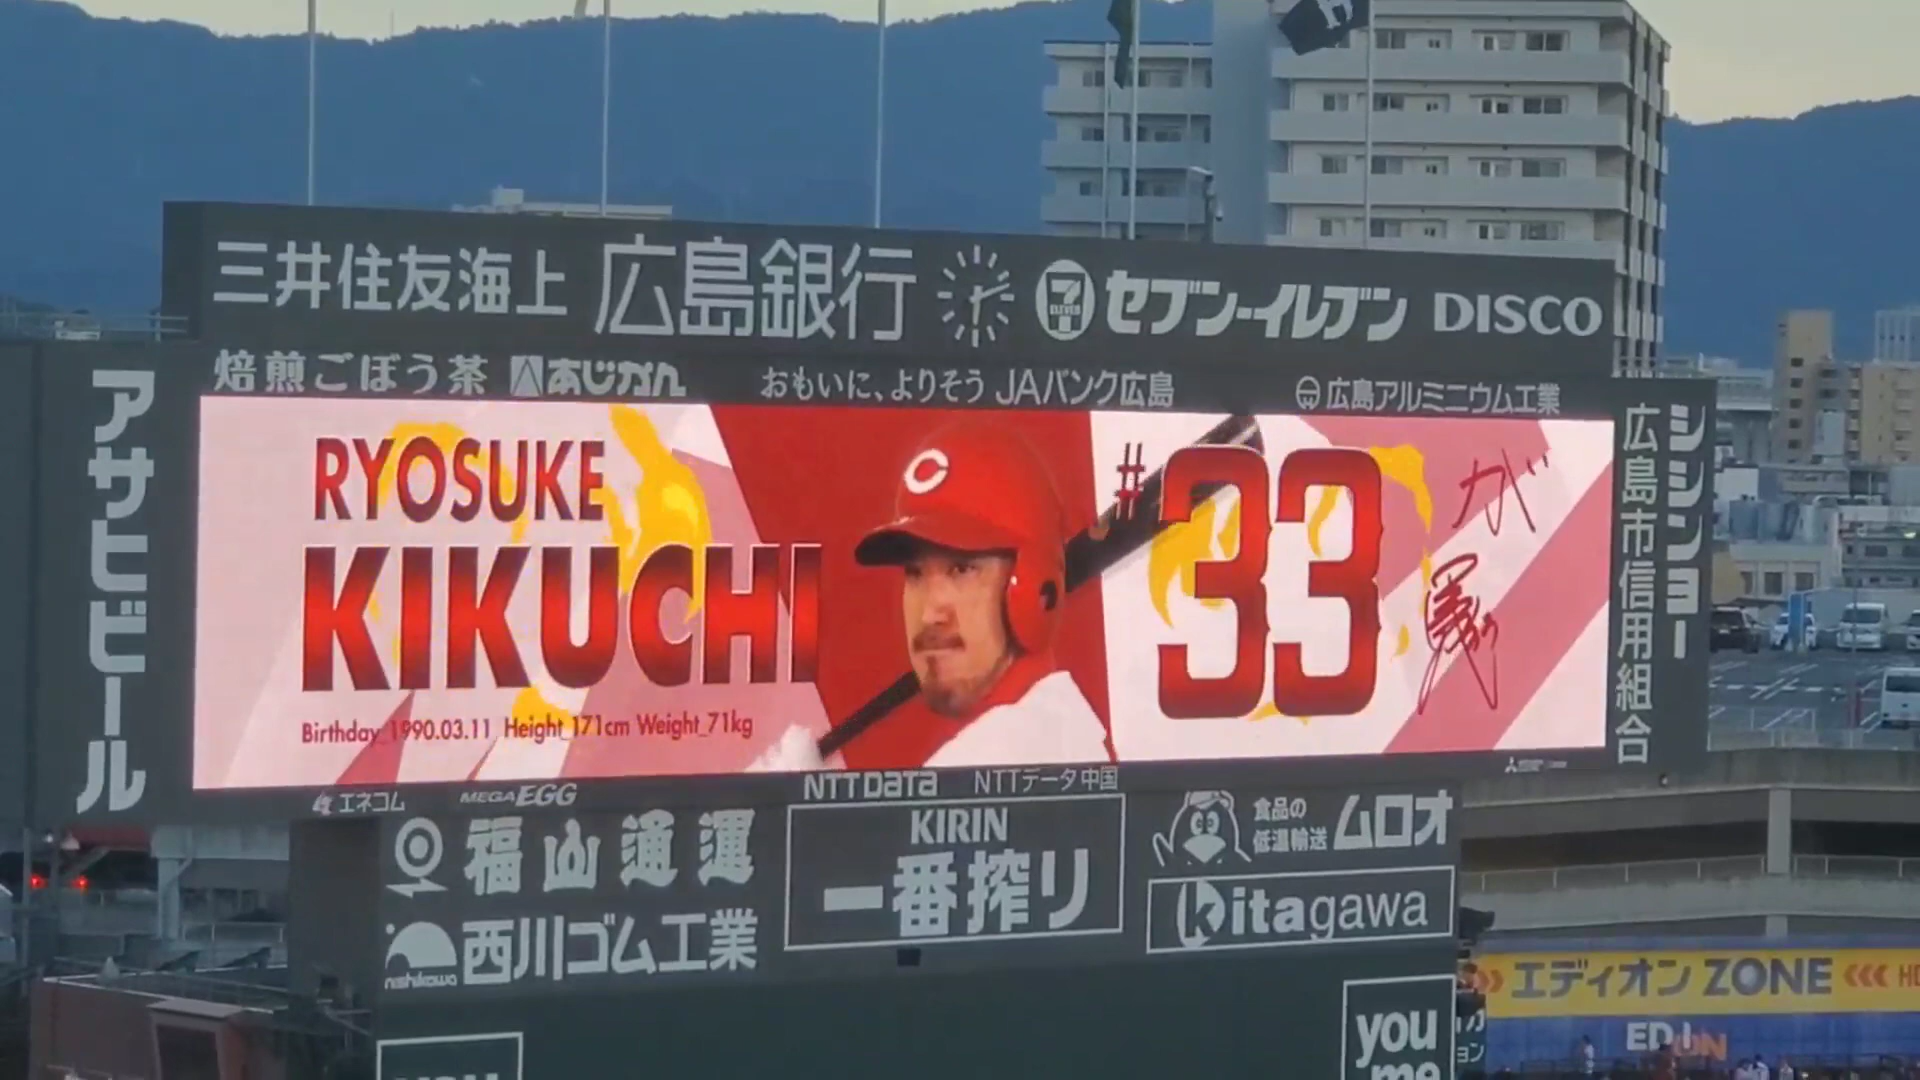 三井住友海上 広島銀行 7 ELEVEN セブン-イレブン DISCO
焙煎ごぼう茶 あじかん おもいに、よりそう JAバンク広島 広島アルミニウム工業
アサヒビール
RYOSUKE
KIKUCHI
Birthday_1990.03.11 Height_171cm Weight_71kg
#33
シシンヨー
広島市信用組合
エネコム MEGA EGG NTT DATA NTTデータ中国
福山通運
西川ゴム工業
nishikawa
KIRIN
一番搾り
食品の
低温輸送 ムロオ
kitagawa
エディオン ZONE
EDION
you
me